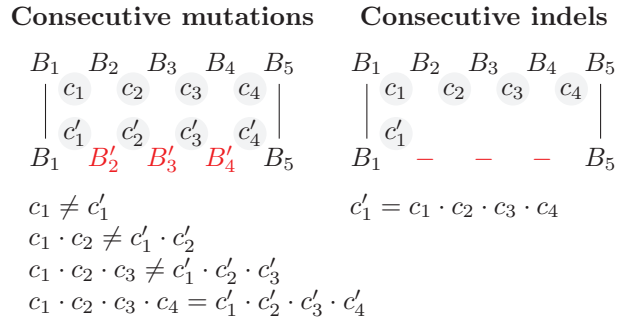 Consecutive mutations
B₁ B₂ B₃ B₄ B₅
c₁ c₂ c₃ c₄
c′₁ c′₂ c′₃ c′₄
B₁ B′₂ B′₃ B′₄ B₅
c₁ ≠ c′₁
c₁ · c₂ ≠ c′₁ · c′₂
c₁ · c₂ · c₃ ≠ c′₁ · c′₂ · c′₃
c₁ · c₂ · c₃ · c₄ = c′₁ · c′₂ · c′₃ · c′₄
Consecutive indels
B₁ B₂ B₃ B₄ B₅
c₁ c₂ c₃ c₄
c′₁
B₁ – – – B₅
c′₁ = c₁ · c₂ · c₃ · c₄